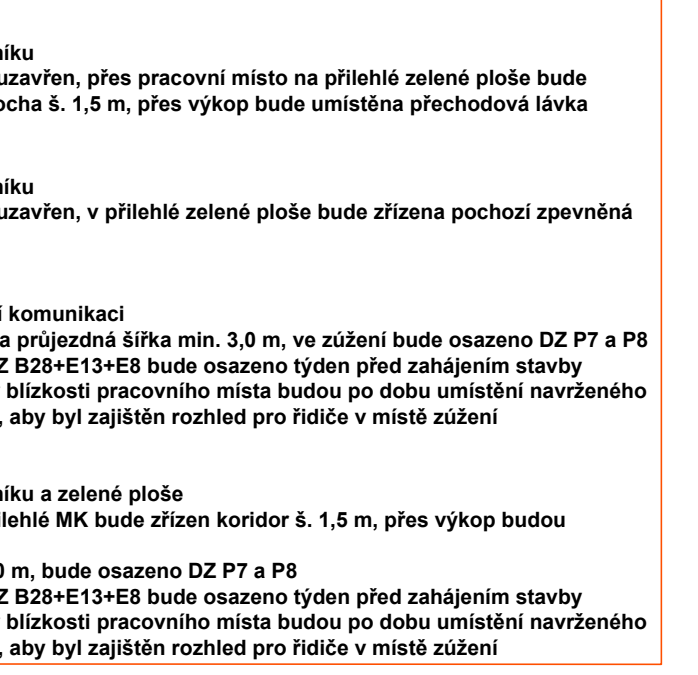 níku
uzavřen, přes pracovní místo na přilehlé zelené ploše bude
ocha š. 1,5 m, přes výkop bude umístěna přechodová lávka
níku
uzavřen, v přilehlé zelené ploše bude zřízena pochozí zpevněná
í komunikaci
a průjezdná šířka min. 3,0 m, ve zúžení bude osazeno DZ P7 a P8
Z B28+E13+E8 bude osazeno týden před zahájením stavby
blízkosti pracovního místa budou po dobu umístění navrženého
, aby byl zajištěn rozhled pro řidiče v místě zúžení
níku a zelené ploše
ilehlé MK bude zřízen koridor š. 1,5 m, přes výkop budou
0 m, bude osazeno DZ P7 a P8
Z B28+E13+E8 bude osazeno týden před zahájením stavby
blízkosti pracovního místa budou po dobu umístění navrženého
, aby byl zajištěn rozhled pro řidiče v místě zúžení